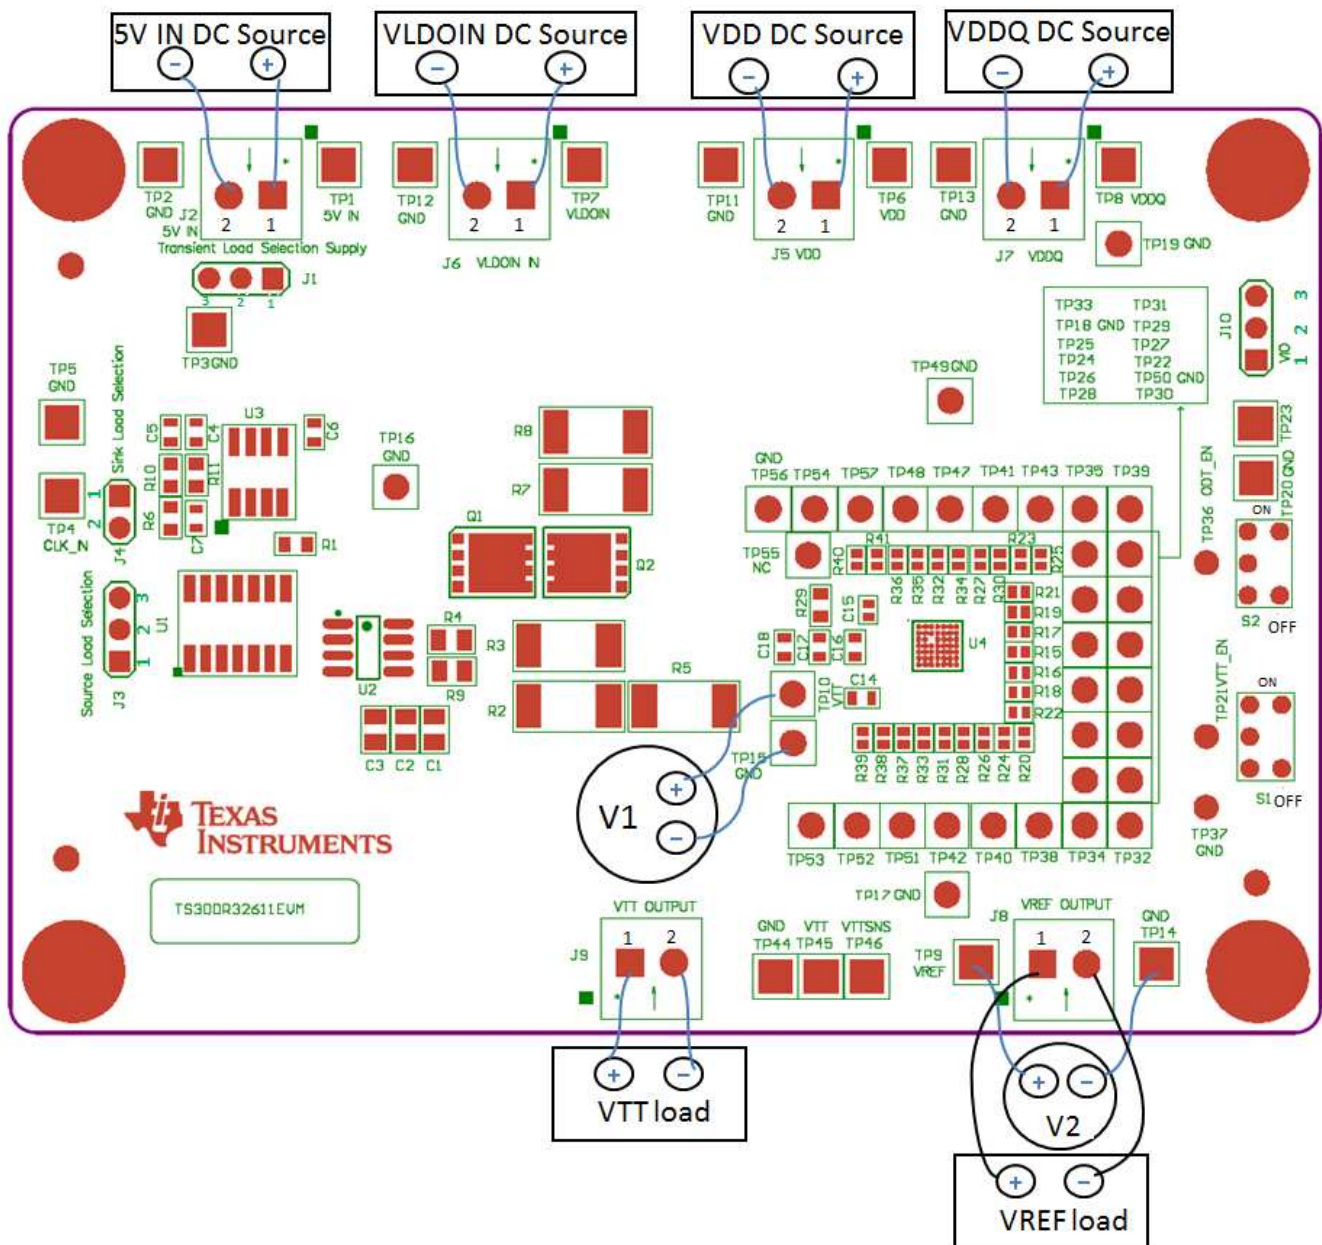 5V IN DC Source
VLDOIN DC Source
VDD DC Source
VDDQ DC Source
- +
- +
- +
- +
TP2
GND
J2
5V IN
2 1
TP1
5V IN
TP12
GND
2 1
J6 VLDOIN IN
TP7
VLDOIN
TP11
GND
2 1
J5 VDD
TP6
VDD
TP13
GND
2 1
J7 VDDQ
TP8 VDDQ
TP19 GND
Transient Load Selection Supply
3 2 1
J1
TP3GND
TP33 TP31
TP18 GND TP29
TP25 TP27
TP24 TP22
TP26 TP50 GND
TP28 TP30
J10
VIO
1 2 3
TP5
GND
Sink Load Selection
TP4
CLK_IN
1
2
J4
C5
C4
U3
C6
R10
R11
R6
C7
R1
TP16
GND
R8
R7
TP49GND
TP23
TP20 GND
Q1
Q2
GND
TP56 TP54 TP57 TP48 TP47 TP41 TP43 TP35 TP39
TP36 ODT_EN
ON
S2
OFF
TP55
NC
R40
R41
R36
R35
R32
R34
R27
R30
R23
R25
R29
C15
R21
R19
R17
R15
R16
R18
R22
C18
C17
C16
U4
Source Load Selection
3
2
1
J3
U1
U2
R4
R9
R3
R2
R5
C3 C2 C1
TP10
VTT
C14
TP15
GND
R39
R38
R37
R33
R31
R28
R26
R24
R20
TP21VTT_EN
ON
S1
OFF
TP37
GND
V1
+
-
TEXAS
INSTRUMENTS
TS3DDR32611EVM
TP53 TP52 TP51 TP42 TP40 TP38 TP34 TP32
TP17GND
VTT OUTPUT
J9
1 2
GND VTT VTTSNS
TP44 TP45 TP46
TP9
VREF
J8
VREF OUTPUT
1 2
GND
TP14
+ -
VTT load
+ -
V2
+ -
VREF load